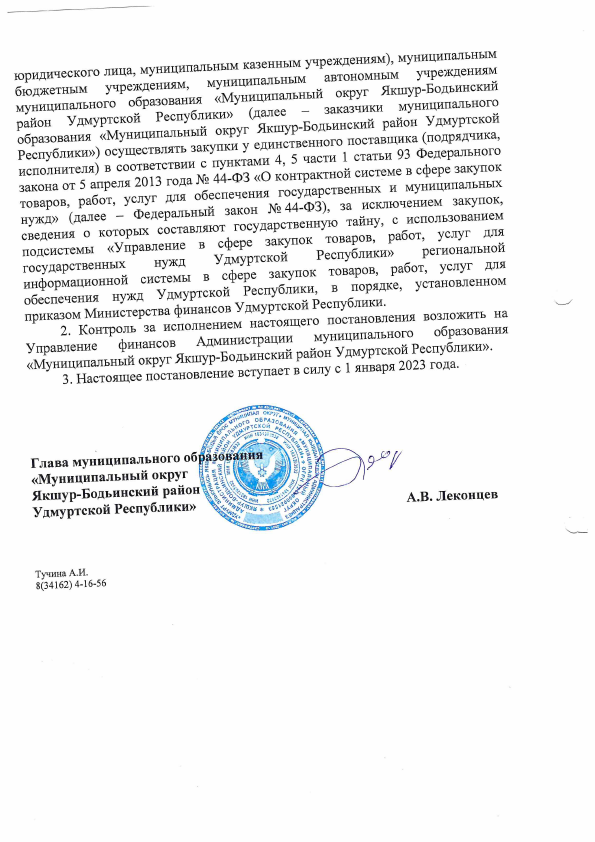 юридического лица, муниципальным казенным учреждениям), муниципальным
бюджетным учреждениям, муниципальным автономным учреждениям
муниципального образования «Муниципальный округ Якшур-Бодьинский
район Удмуртской Республики» (далее – заказчики муниципального
образования «Муниципальный округ Якшур-Бодьинский район Удмуртской
Республики») осуществлять закупки у единственного поставщика (подрядчика,
исполнителя) в соответствии с пунктами 4, 5 части 1 статьи 93 Федерального
закона от 5 апреля 2013 года № 44-ФЗ «О контрактной системе в сфере закупок
товаров, работ, услуг для обеспечения государственных и муниципальных
нужд» (далее – Федеральный закон № 44-ФЗ), за исключением закупок,
сведения о которых составляют государственную тайну, с использованием
подсистемы «Управление в сфере закупок товаров, работ, услуг для
государственных нужд Удмуртской Республики» региональной
информационной системы в сфере закупок товаров, работ, услуг для
обеспечения нужд Удмуртской Республики, в порядке, установленном
приказом Министерства финансов Удмуртской Республики.
2. Контроль за исполнением настоящего постановления возложить на
Управление финансов Администрации муниципального образования
«Муниципальный округ Якшур-Бодьинский район Удмуртской Республики».
3. Настоящее постановление вступает в силу с 1 января 2023 года.
Глава муниципального образования
«Муниципальный округ
Якшур-Бодьинский район
Удмуртской Республики»
А.В. Леконцев
Тучина А.И.
8(34162) 4-16-56